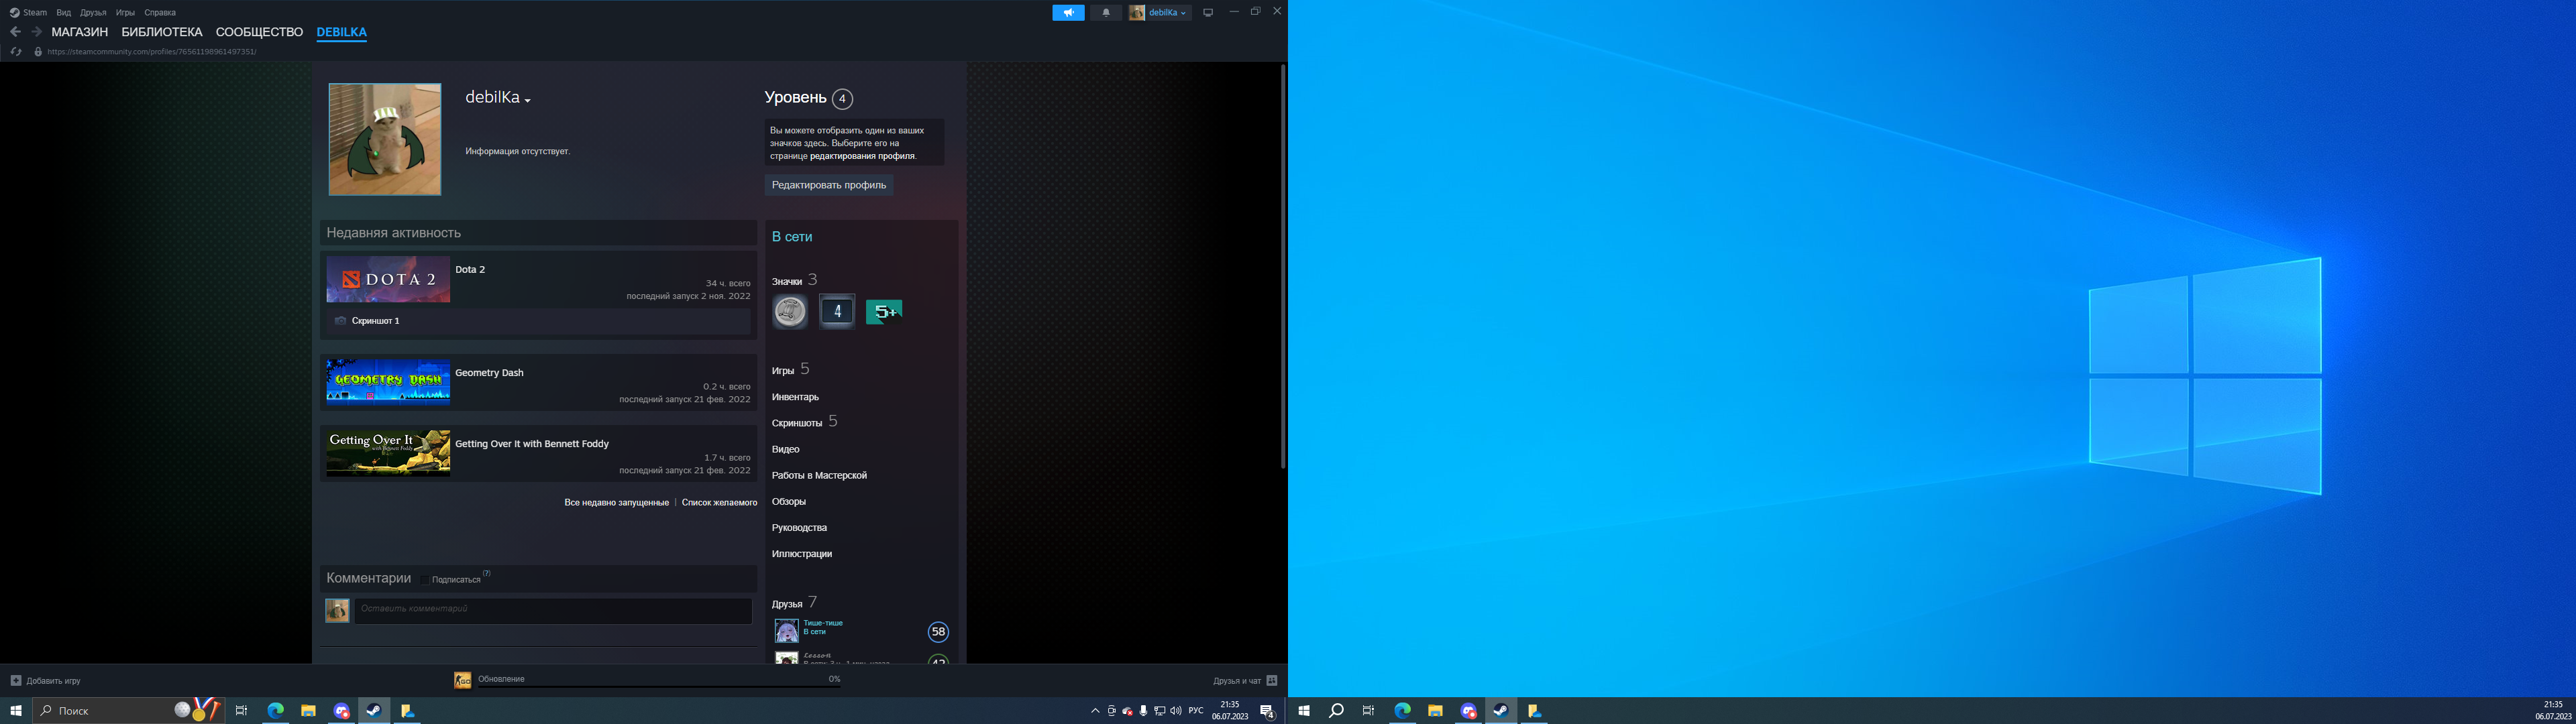 Steam Вид Друзья Игры Справка
debilKa
МАГАЗИН БИБЛИОТЕКА СООБЩЕСТВО DEBILKA
https://steamcommunity.com/profiles/76561198961497351/
debilKa
Информация отсутствует.
Уровень 4
Вы можете отобразить один из ваших
значков здесь. Выберите его на
странице редактирования профиля.
Редактировать профиль
Недавняя активность
DOTA 2
Dota 2
34 ч. всего
последний запуск 2 ноя. 2022
Скриншот 1
GEOMETRY DASH
Geometry Dash
0.2 ч. всего
последний запуск 21 фев. 2022
Getting Over It
with Bennett Foddy
Getting Over It with Bennett Foddy
1.7 ч. всего
последний запуск 21 фев. 2022
Все недавно запущенные | Список желаемого
Комментарии Подписаться (?)
Оставить комментарий
В сети
Значки 3
4
5+
Игры 5
Инвентарь
Скриншоты 5
Видео
Работы в Мастерской
Обзоры
Руководства
Иллюстрации
Друзья 7
Тише-тише
В сети
58
Добавить игру
GO
Обновление 0%
Друзья и чат
Поиск
РУС
21:35
06.07.2023
4
21:35
06.07.2023